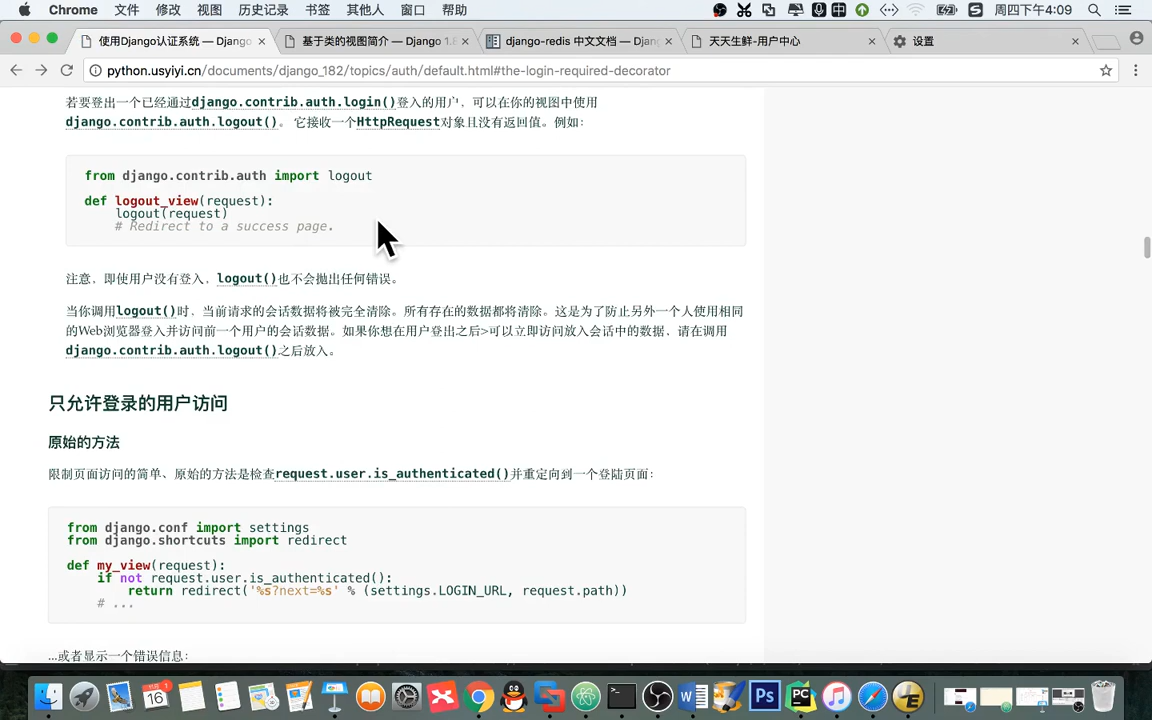 Chrome 文件 修改 视图 历史记录 书签 其他人 窗口 帮助 周四下午4:09
使用Django认证系统 — Django 基于类的视图简介 — Django 1.8 django-redis 中文文档 — Djan 天天生鲜-用户中心 设置
python.usyiyi.cn/documents/django_182/topics/auth/default.html#the-login-required-decorator
若要登出一个已经通过django.contrib.auth.login()登入的用户，可以在你的视图中使用
django.contrib.auth.logout()。 它接收一个HttpRequest对象且没有返回值。例如：
from django.contrib.auth import logout
def logout_view(request):
logout(request)
# Redirect to a success page.
注意，即使用户没有登入，logout()也不会抛出任何错误。
当你调用logout()时，当前请求的会话数据将被完全清除。所有存在的数据都将清除。这是为了防止另外一个人使用相同
的Web浏览器登入并访问前一个用户的会话数据。如果你想在用户登出之后>可以立即访问放入会话中的数据，请在调用
django.contrib.auth.logout()之后放入。
只允许登录的用户访问
原始的方法
限制页面访问的简单、原始的方法是检查request.user.is_authenticated()并重定向到一个登陆页面：
from django.conf import settings
from django.shortcuts import redirect
def my_view(request):
if not request.user.is_authenticated():
return redirect('%s?next=%s' % (settings.LOGIN_URL, request.path))
# ...
...或者显示一个错误信息：
16
W Ps PC